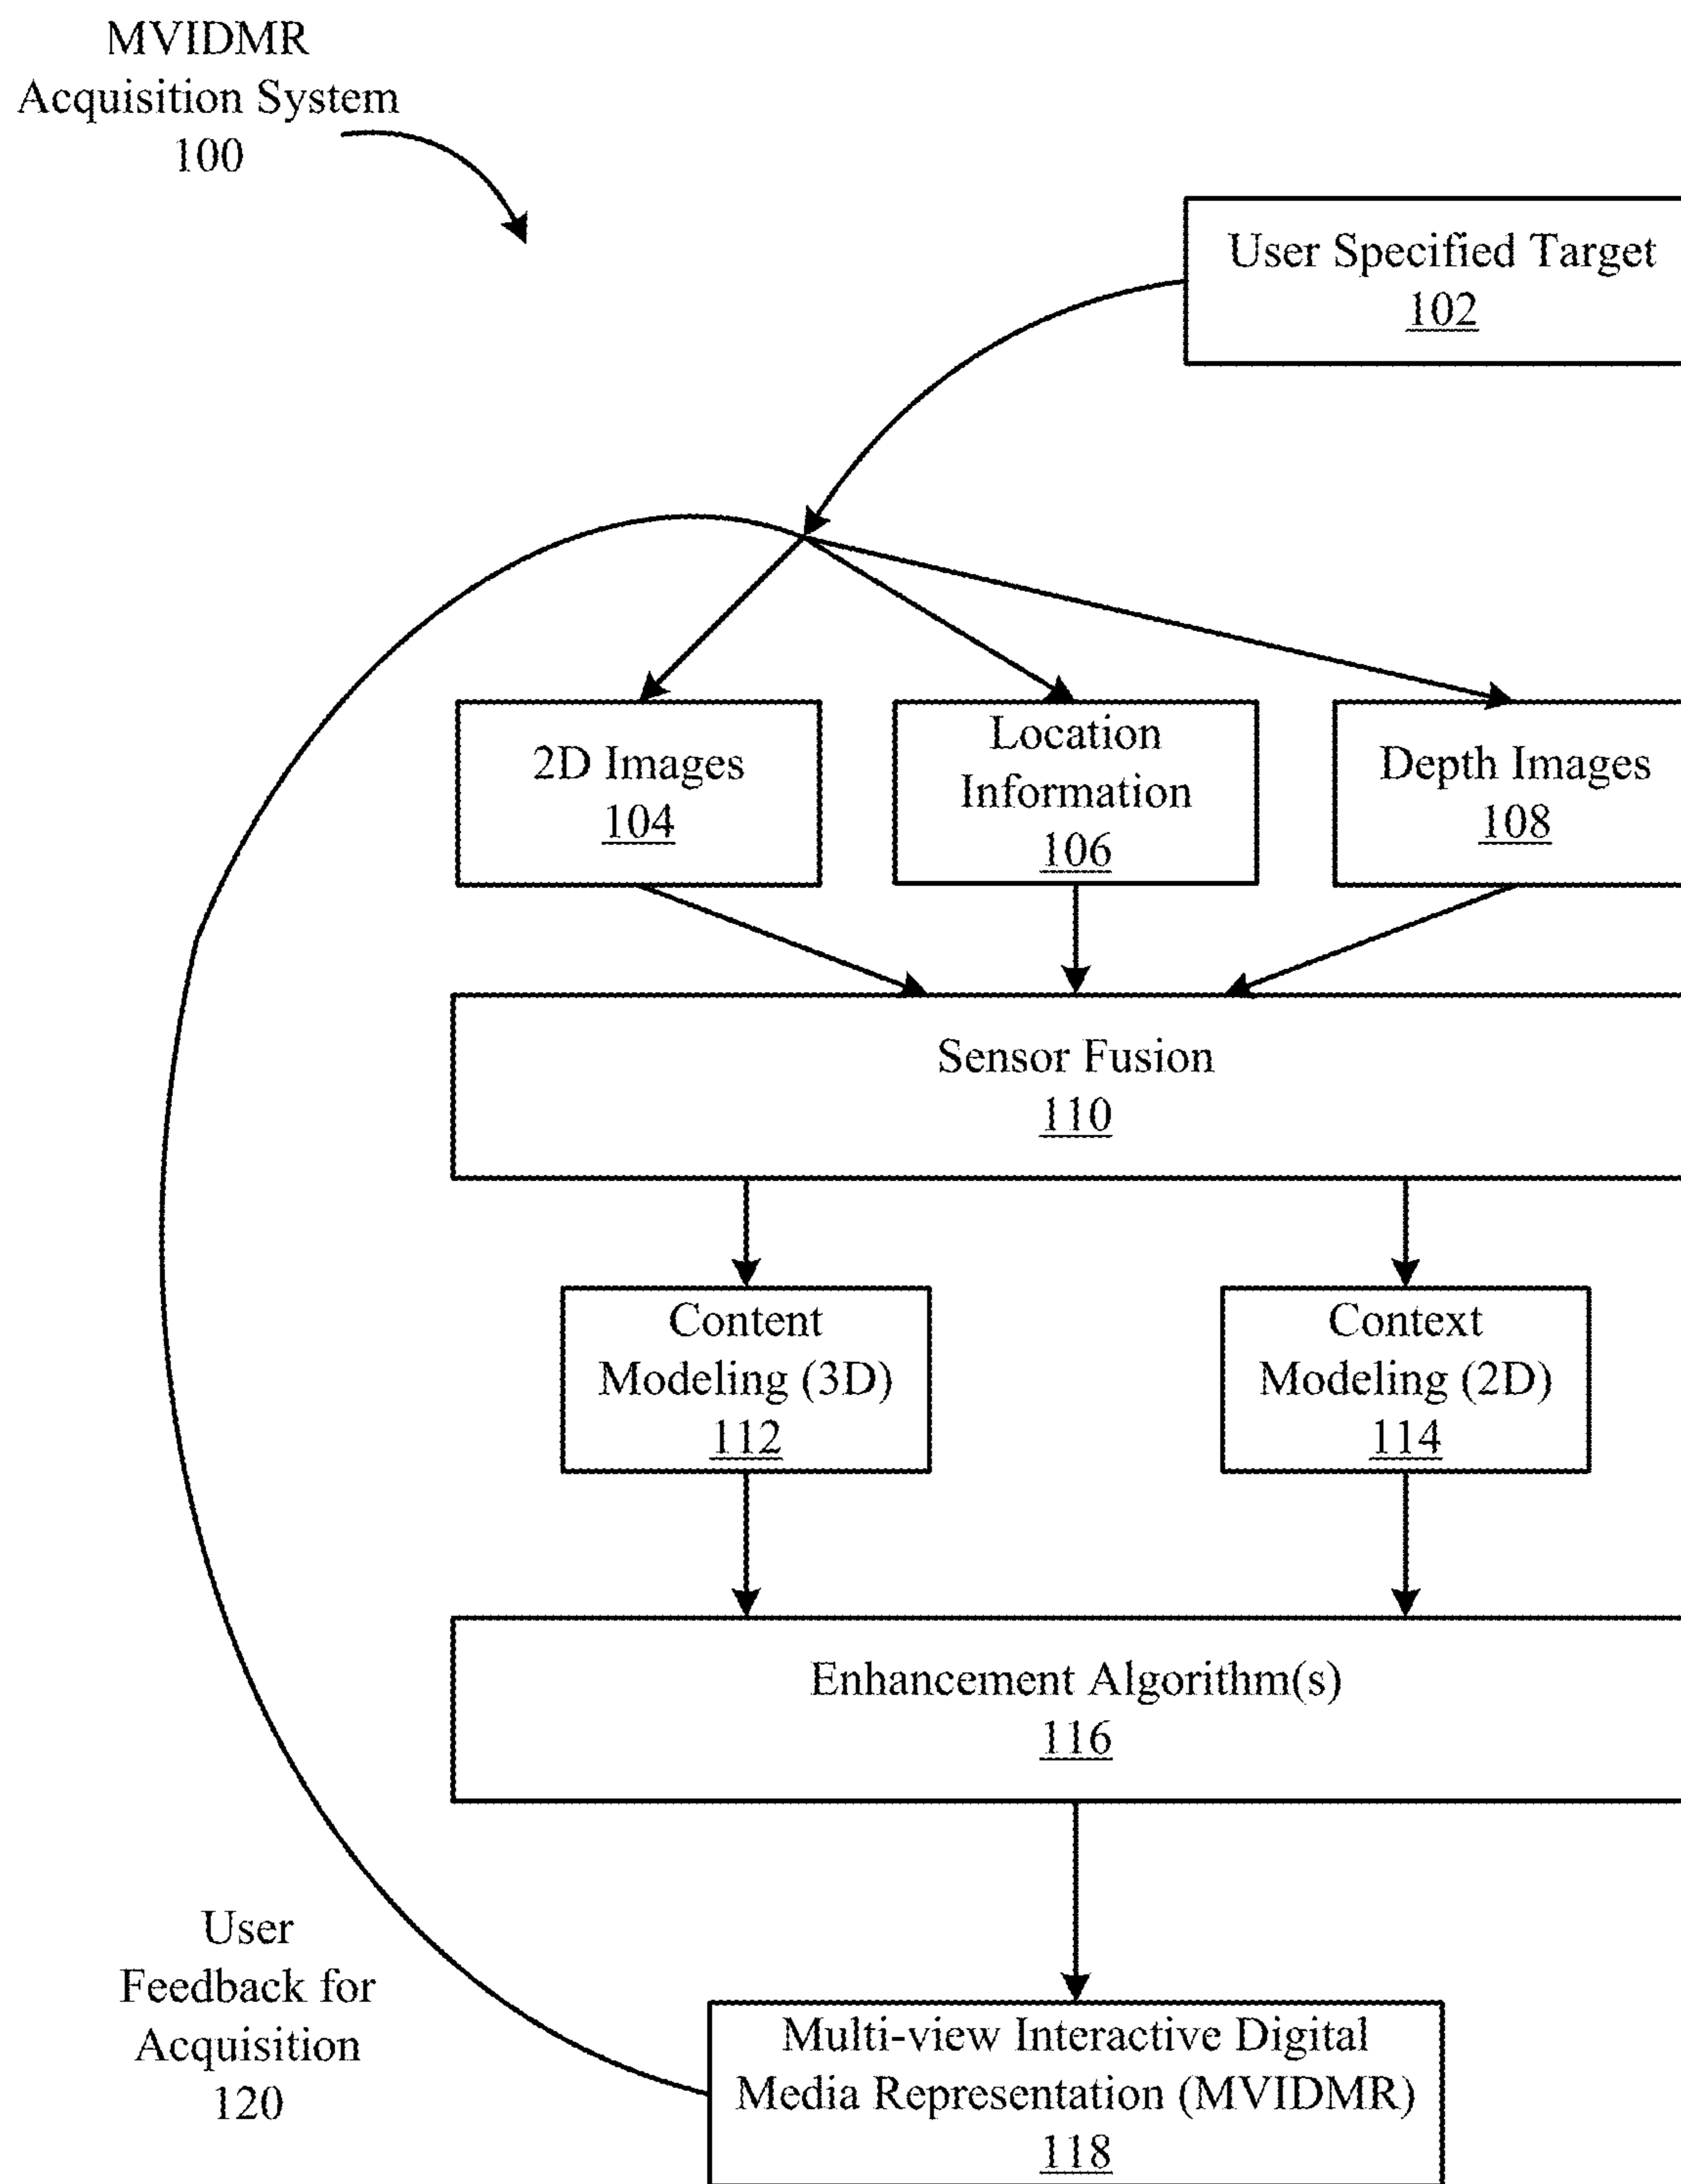 MVIDMR
Acquisition System
100
User Specified Target
102
2D Images
104
Location
Information
106
Depth Images
108
Sensor Fusion
110
Content
Modeling (3D)
112
Context
Modeling (2D)
114
Enhancement Algorithm(s)
116
User
Feedback for
Acquisition
120
Multi-view Interactive Digital
Media Representation (MVIDMR)
118